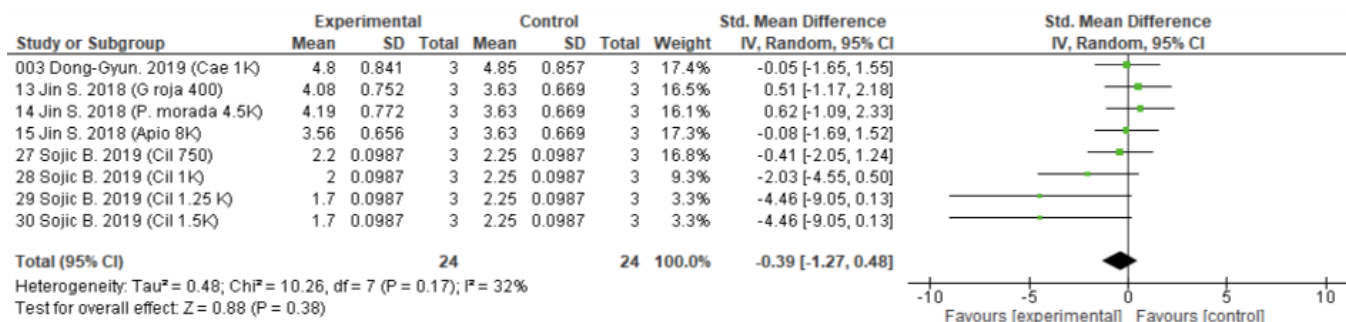 Experimental Control Std. Mean Difference Std. Mean Difference
Study or Subgroup Mean SD Total Mean SD Total Weight IV, Random, 95% CI IV, Random, 95% CI
003 Dong-Gyun. 2019 (Cae 1K) 4.8 0.841 3 4.85 0.857 3 17.4% -0.05 [-1.65, 1.55]
13 Jin S. 2018 (G roja 400) 4.08 0.752 3 3.63 0.669 3 16.5% 0.51 [-1.17, 2.18]
14 Jin S. 2018 (P. morada 4.5K) 4.19 0.772 3 3.63 0.669 3 16.1% 0.62 [-1.09, 2.33]
15 Jin S. 2018 (Apio 8K) 3.56 0.656 3 3.63 0.669 3 17.3% -0.08 [-1.69, 1.52]
27 Sojic B. 2019 (Cil 750) 2.2 0.0987 3 2.25 0.0987 3 16.8% -0.41 [-2.05, 1.24]
28 Sojic B. 2019 (Cil 1K) 2 0.0987 3 2.25 0.0987 3 9.3% -2.03 [-4.55, 0.50]
29 Sojic B. 2019 (Cil 1.25 K) 1.7 0.0987 3 2.25 0.0987 3 3.3% -4.46 [-9.05, 0.13]
30 Sojic B. 2019 (Cil 1.5K) 1.7 0.0987 3 2.25 0.0987 3 3.3% -4.46 [-9.05, 0.13]
Total (95% CI) 24 24 100.0% -0.39 [-1.27, 0.48]
Heterogeneity: Tau² = 0.48; Chi² = 10.26, df = 7 (P = 0.17); I² = 32%
Test for overall effect: Z = 0.88 (P = 0.38)
-10 -5 0 5 10
Favours [experimental] Favours [control]